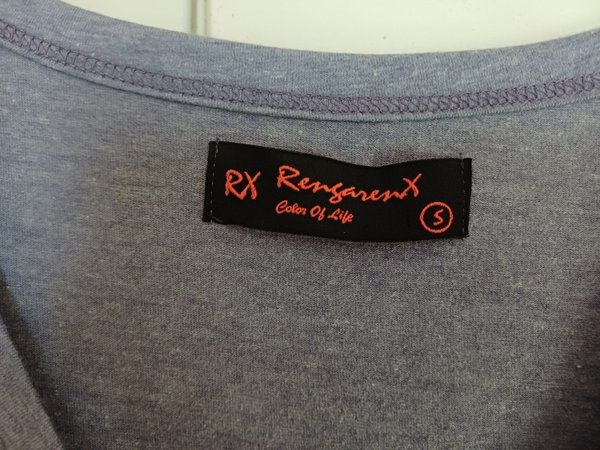 RX RengarenX
Color Of Life
S